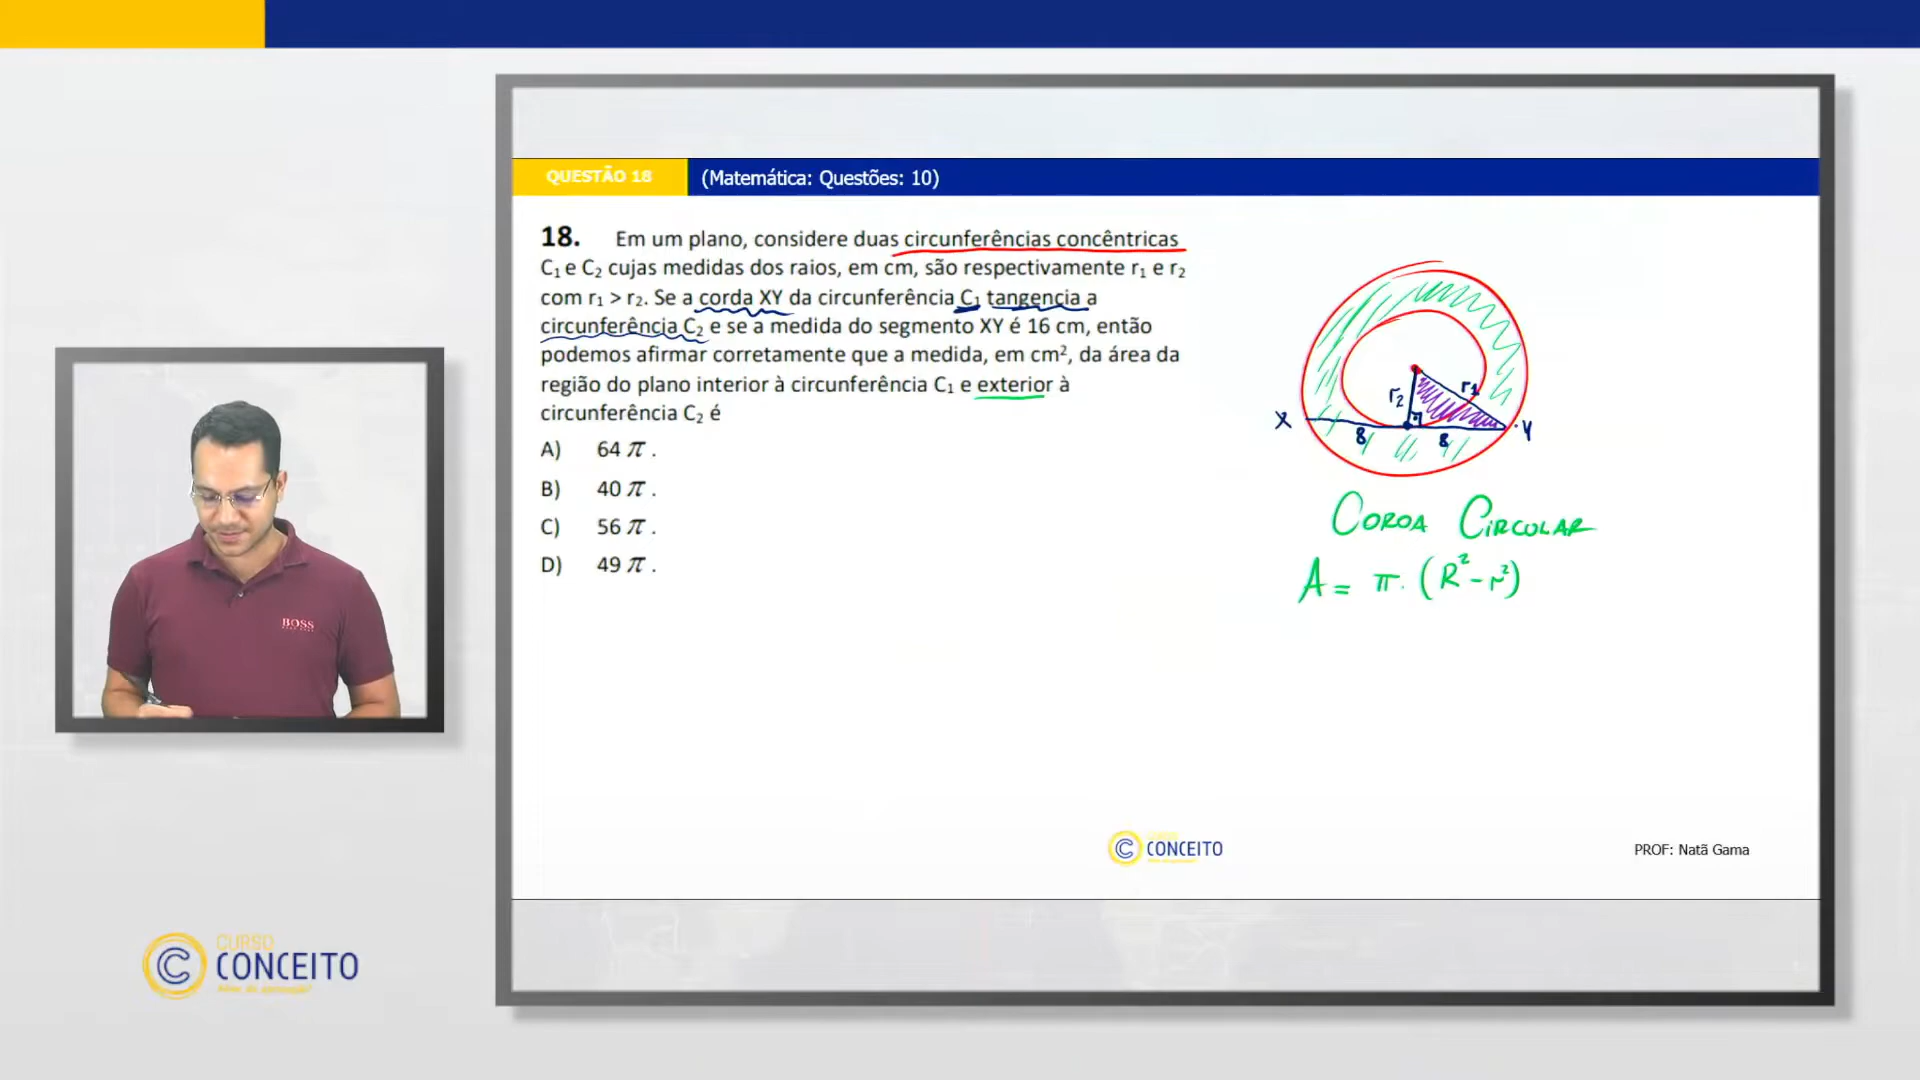 QUESTÃO 18
(Matemática: Questões: 10)
18. Em um plano, considere duas circunferências concêntricas
C₁ e C₂ cujas medidas dos raios, em cm, são respectivamente r₁ e r₂
com r₁ > r₂. Se a corda XY da circunferência C₁ tangencia a
circunferência C₂ e se a medida do segmento XY é 16 cm, então
podemos afirmar corretamente que a medida, em cm², da área da
região do plano interior à circunferência C₁ e exterior à
circunferência C₂ é
A) 64 π .
B) 40 π .
C) 56 π .
D) 49 π .
r₂ r₁
X Y
8 8
COROA CIRCULAR
A = π. (R² - r²)
BOSS
CONCEITO
PROF: Natã Gama
CURSO
CONCEITO